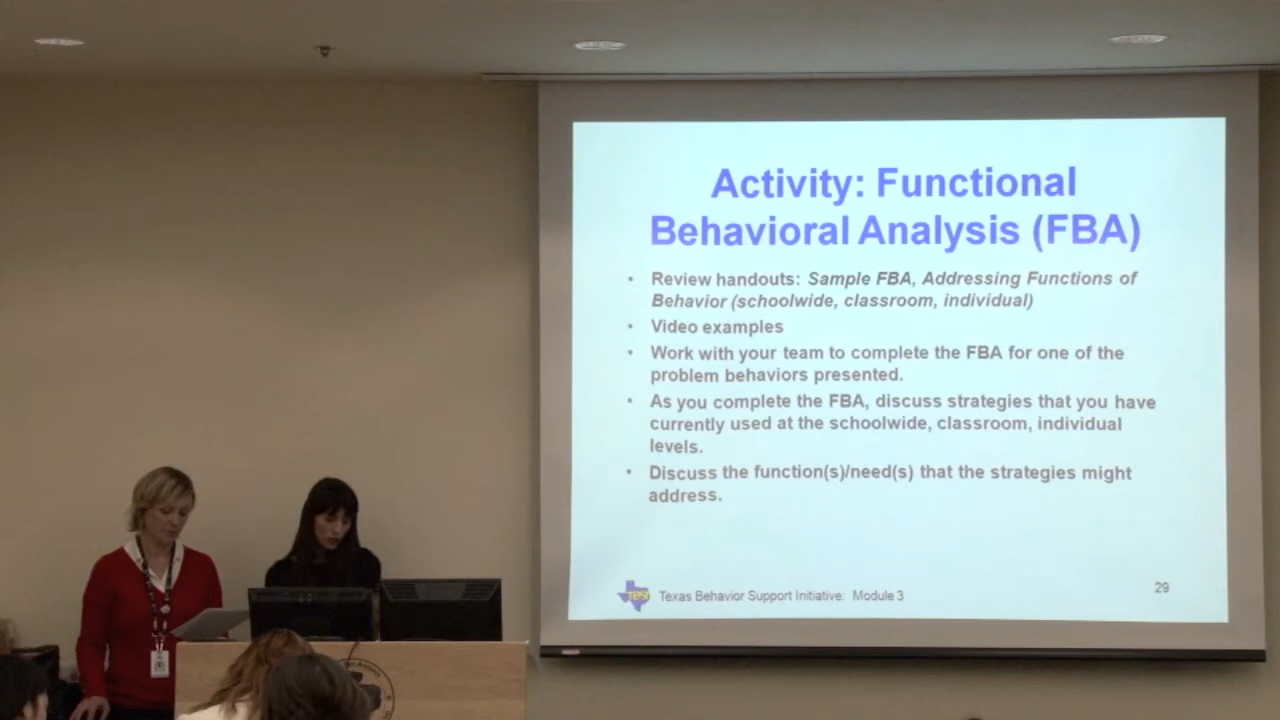 Activity: Functional
Behavioral Analysis (FBA)
• Review handouts: Sample FBA, Addressing Functions of
Behavior (schoolwide, classroom, individual)
• Video examples
• Work with your team to complete the FBA for one of the
problem behaviors presented.
• As you complete the FBA, discuss strategies that you have
currently used at the schoolwide, classroom, individual
levels.
• Discuss the function(s)/need(s) that the strategies might
address.
TBSI Texas Behavior Support Initiative: Module 3
29